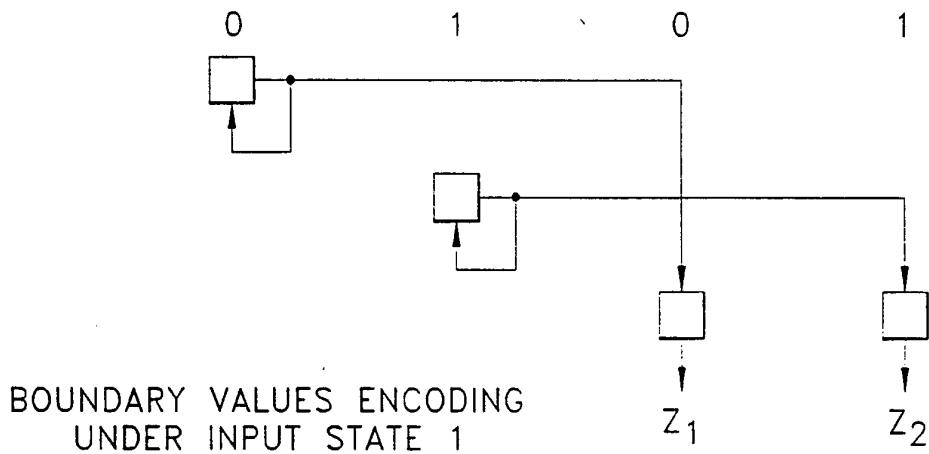 0 1 0 1
BOUNDARY VALUES ENCODING
UNDER INPUT STATE 1
Z1 Z2